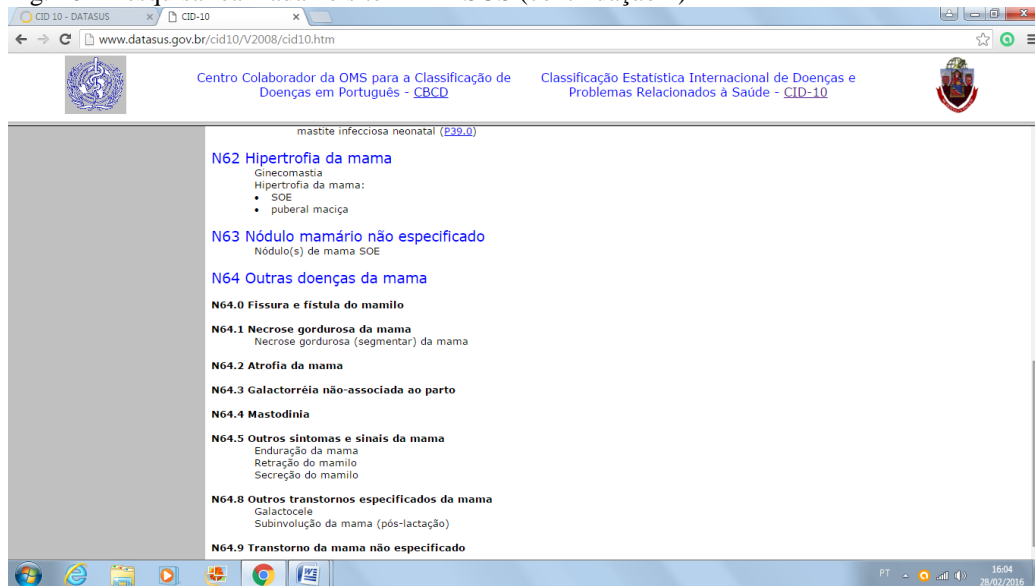 CID 10 - DATASUS
CID-10
www.datasus.gov.br/cid10/V2008/cid10.htm
Centro Colaborador da OMS para a Classificação de
Doenças em Português - CBCD
Classificação Estatística Internacional de Doenças e
Problemas Relacionados à Saúde - CID-10
mastite infecciosa neonatal (P39.0)
N62 Hipertrofia da mama
Ginecomastia
Hipertrofia da mama:
• SOE
• puberal maciça
N63 Nódulo mamário não especificado
Nódulo(s) de mama SOE
N64 Outras doenças da mama
N64.0 Fissura e fístula do mamilo
N64.1 Necrose gordurosa da mama
Necrose gordurosa (segmentar) da mama
N64.2 Atrofia da mama
N64.3 Galactorréia não-associada ao parto
N64.4 Mastodinia
N64.5 Outros sintomas e sinais da mama
Enduração da mama
Retração do mamilo
Secreção do mamilo
N64.8 Outros transtornos especificados da mama
Galactocele
Subinvolução da mama (pós-lactação)
N64.9 Transtorno da mama não especificado
PT
16:04
28/02/2016